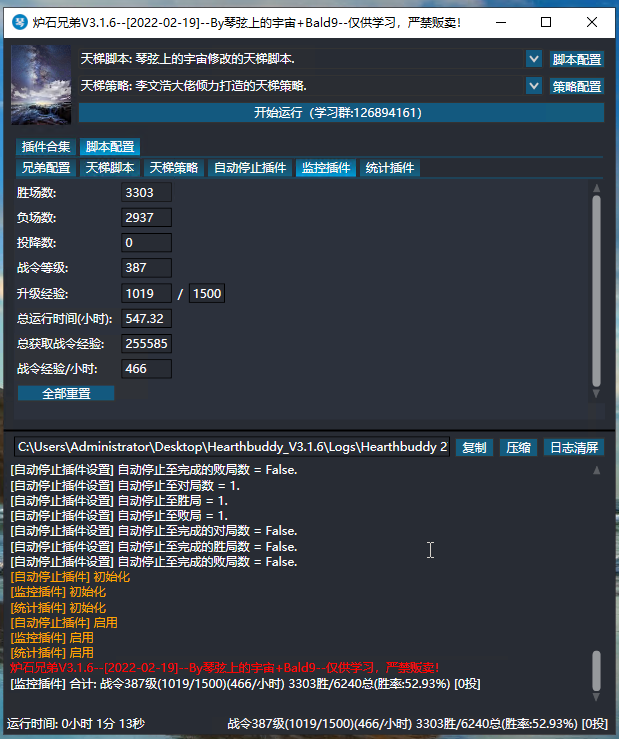 琴 炉石兄弟V3.1.6--[2022-02-19]--By琴弦上的宇宙+Bald9--仅供学习，严禁贩卖！
天梯脚本: 琴弦上的宇宙修改的天梯脚本. 脚本配置
天梯策略: 李文浩大佬倾力打造的天梯策略. 策略配置
开始运行（学习群:126894161）
插件合集 脚本配置
兄弟配置 天梯脚本 天梯策略 自动停止插件 监控插件 统计插件
胜场数: 3303
负场数: 2937
投降数: 0
战令等级: 387
升级经验: 1019 / 1500
总运行时间(小时): 547.32
总获取战令经验: 255585
战令经验/小时: 466
全部重置
C:\Users\Administrator\Desktop\Hearthbuddy_V3.1.6\Logs\Hearthbuddy 2 复制 压缩 日志清屏
[自动停止插件设置] 自动停止至完成的败局数 = False.
[自动停止插件设置] 自动停止至对局数 = 1.
[自动停止插件设置] 自动停止至胜局 = 1.
[自动停止插件设置] 自动停止至败局 = 1.
[自动停止插件设置] 自动停止至完成的对局数 = False.
[自动停止插件设置] 自动停止至完成的胜局数 = False.
[自动停止插件设置] 自动停止至完成的败局数 = False.
[自动停止插件] 初始化
[监控插件] 初始化
[统计插件] 初始化
[自动停止插件] 启用
[监控插件] 启用
[统计插件] 启用
炉石兄弟V3.1.6--[2022-02-19]--By琴弦上的宇宙+Bald9--仅供学习，严禁贩卖！
[监控插件] 合计: 战令387级(1019/1500)(466/小时) 3303胜/6240总(胜率:52.93%) [0投]
运行时间: 0小时 1分 13秒 战令387级(1019/1500)(466/小时) 3303胜/6240总(胜率:52.93%) [0投]